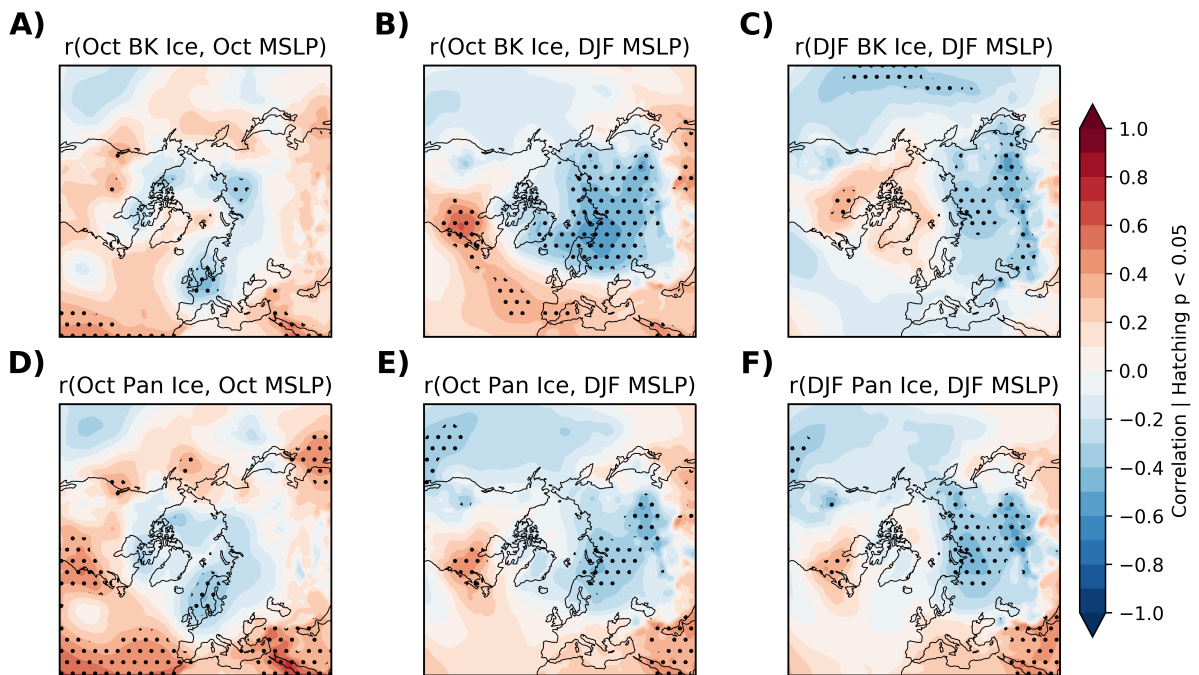 A)
r(Oct BK Ice, Oct MSLP)
B)
r(Oct BK Ice, DJF MSLP)
C)
r(DJF BK Ice, DJF MSLP)
D)
r(Oct Pan Ice, Oct MSLP)
E)
r(Oct Pan Ice, DJF MSLP)
F)
r(DJF Pan Ice, DJF MSLP)
1.0
0.8
0.6
0.4
0.2
0.0
−0.2
−0.4
−0.6
−0.8
−1.0
Correlation | Hatching p < 0.05